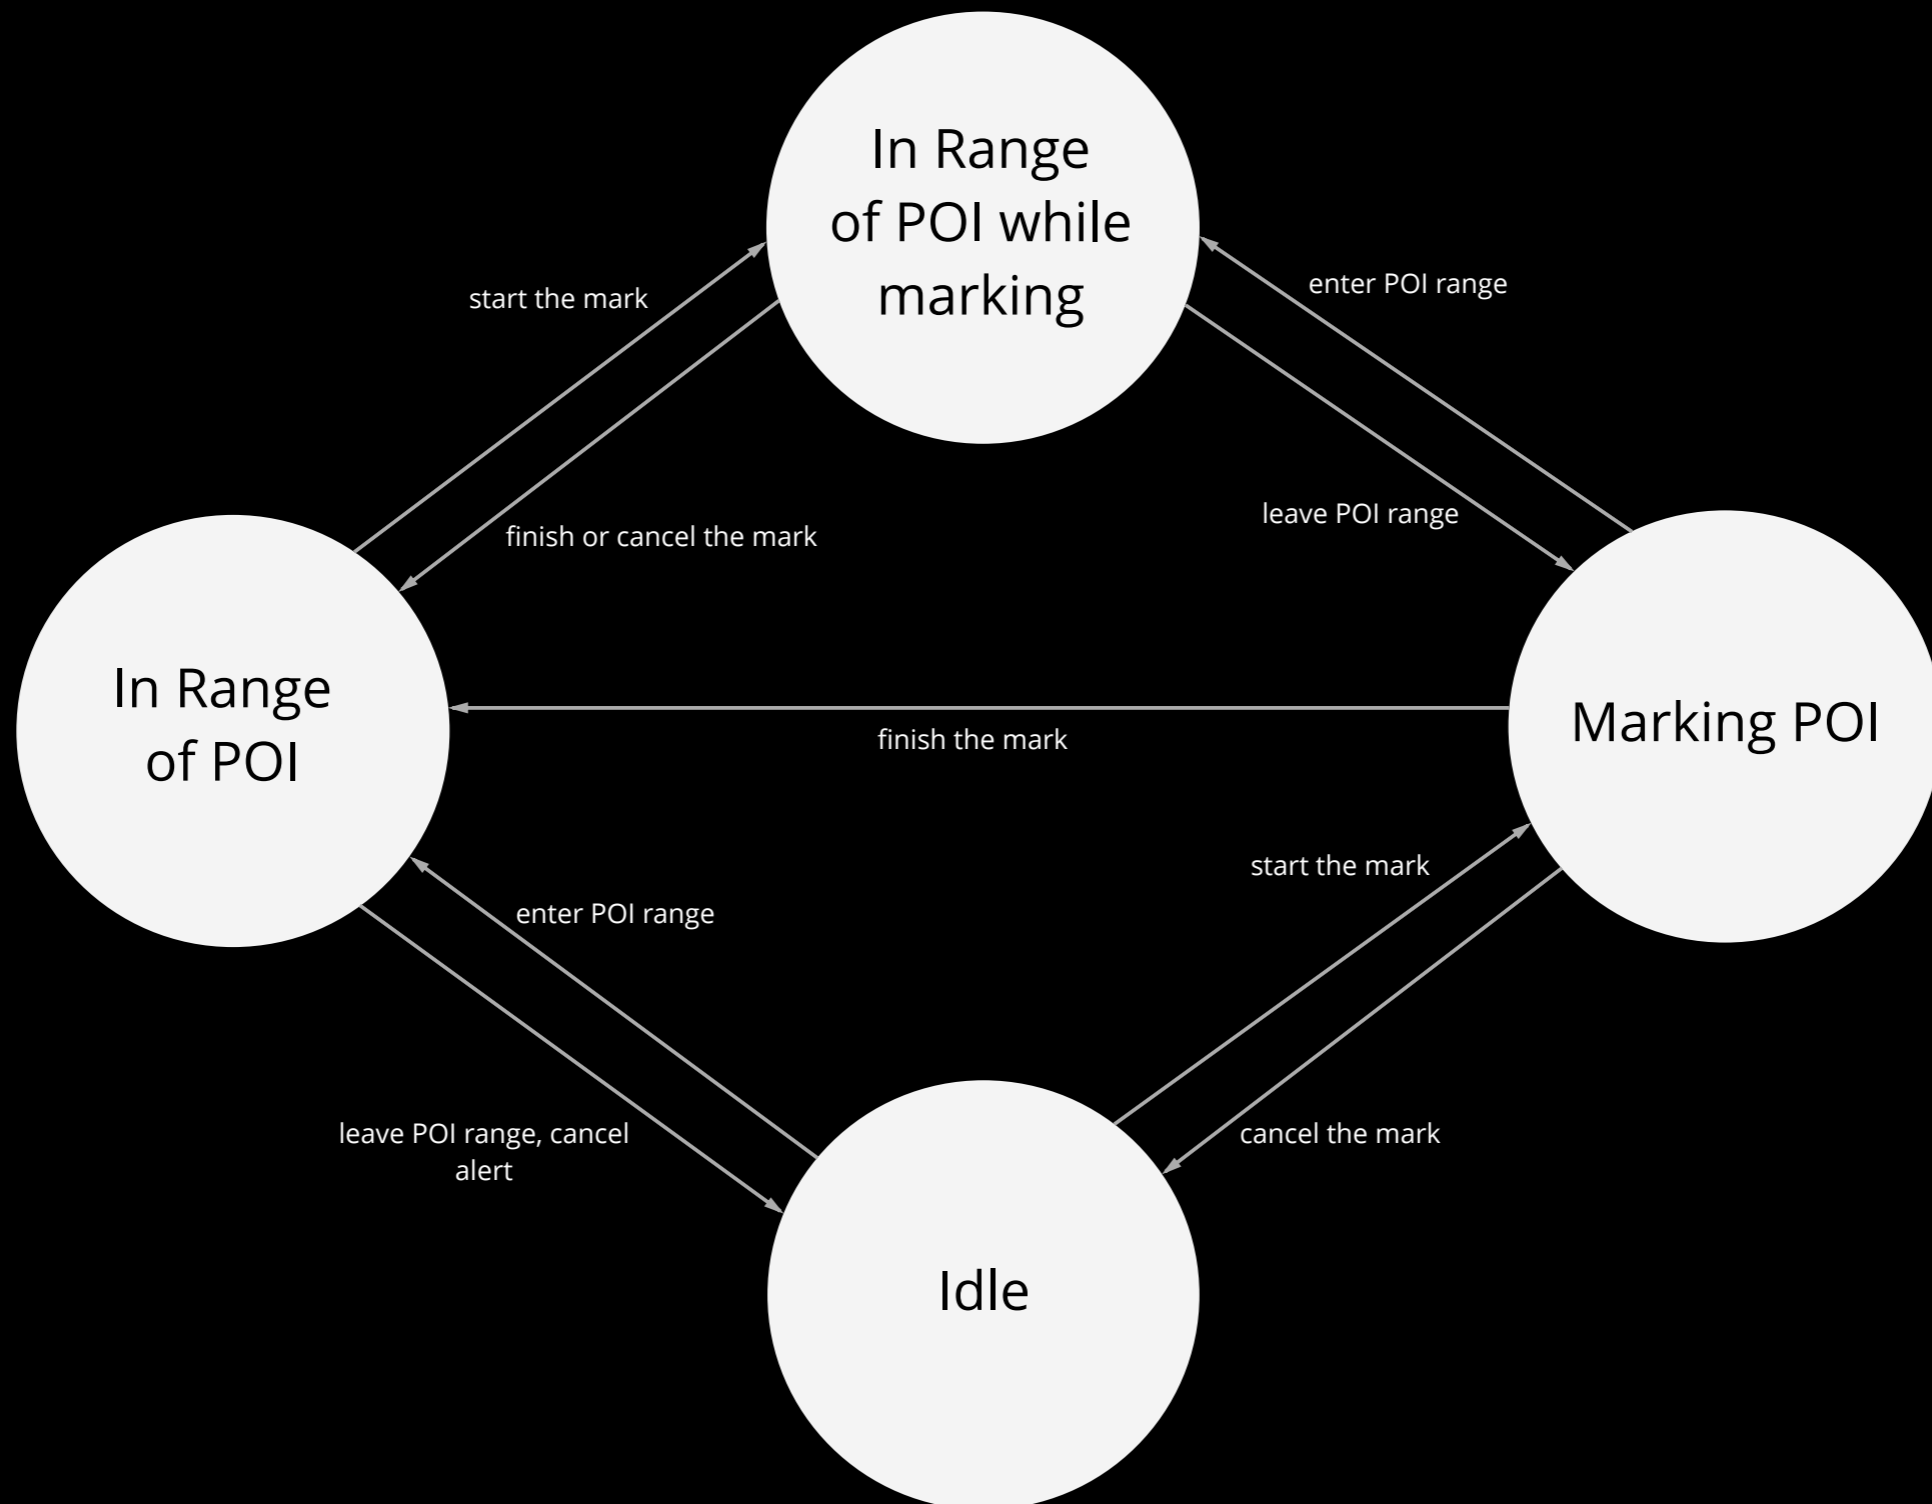 In Range
of POI while
marking
start the mark
enter POI range
finish or cancel the mark
leave POI range
In Range
of POI
Marking POI
finish the mark
start the mark
enter POI range
leave POI range, cancel
alert
cancel the mark
Idle